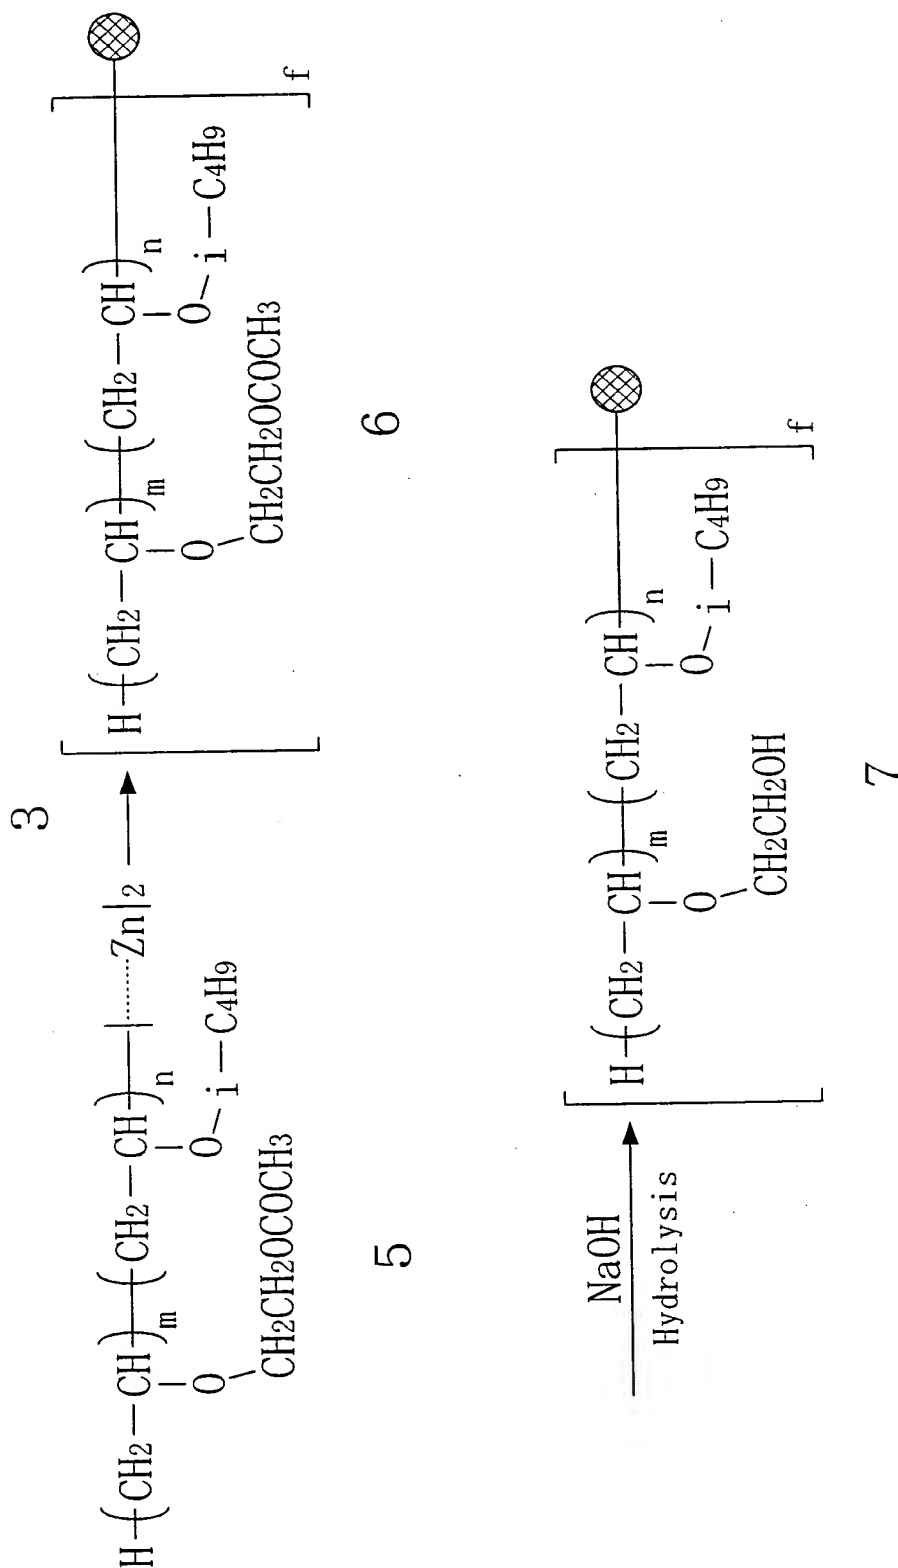 3
H-(CH2-CH)m-(CH2-CH)n-|......Zn|2 → [H-(CH2-CH)m-(CH2-CH)n-]f
O O O O
i-C4H9 i-C4H9
CH2CH2OCOCH3 CH2CH2OCOCH3
5 6
NaOH
Hydrolysis
[H-(CH2-CH)m-(CH2-CH)n-]f
O O
i-C4H9
CH2CH2OH
7